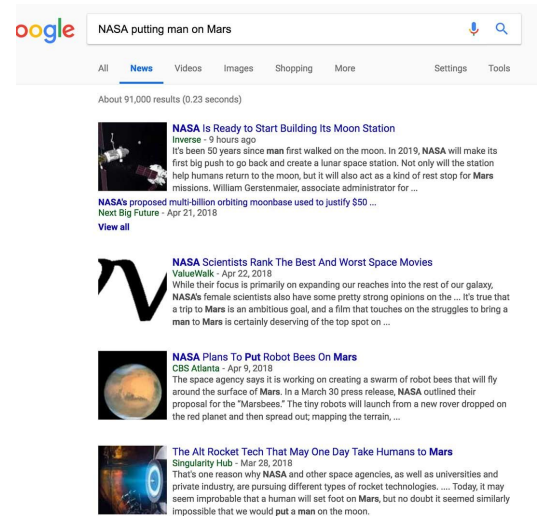 oogle
NASA putting man on Mars
All News Videos Images Shopping More Settings Tools
About 91,000 results (0.23 seconds)
NASA Is Ready to Start Building Its Moon Station
Inverse - 9 hours ago
It's been 50 years since man first walked on the moon. In 2019, NASA will make its
first big push to go back and create a lunar space station. Not only will the station
help humans return to the moon, but it will also act as a kind of rest stop for Mars
missions. William Gerstenmaier, associate administrator for ...
NASA's proposed multi-billion orbiting moonbase used to justify $50 ...
Next Big Future - Apr 21, 2018
View all
NASA Scientists Rank The Best And Worst Space Movies
ValueWalk - Apr 22, 2018
While their focus is primarily on expanding our reaches into the rest of our galaxy,
NASA's female scientists also have some pretty strong opinions on the ... It's true that
a trip to Mars is an ambitious goal, and a film that touches on the struggles to bring a
man to Mars is certainly deserving of the top spot on ...
NASA Plans To Put Robot Bees On Mars
CBS Atlanta - Apr 9, 2018
The space agency says it is working on creating a swarm of robot bees that will fly
around the surface of Mars. In a March 30 press release, NASA outlined their
proposal for the “Marsbees.” The tiny robots will launch from a new rover dropped on
the red planet and then spread out; mapping the terrain, ...
The Alt Rocket Tech That May One Day Take Humans to Mars
Singularity Hub - Mar 28, 2018
That's one reason why NASA and other space agencies, as well as universities and
private industry, are pursuing different types of rocket technologies. .... Today, it may
seem improbable that a human will set foot on Mars, but no doubt it seemed similarly
impossible that we would put a man on the moon.